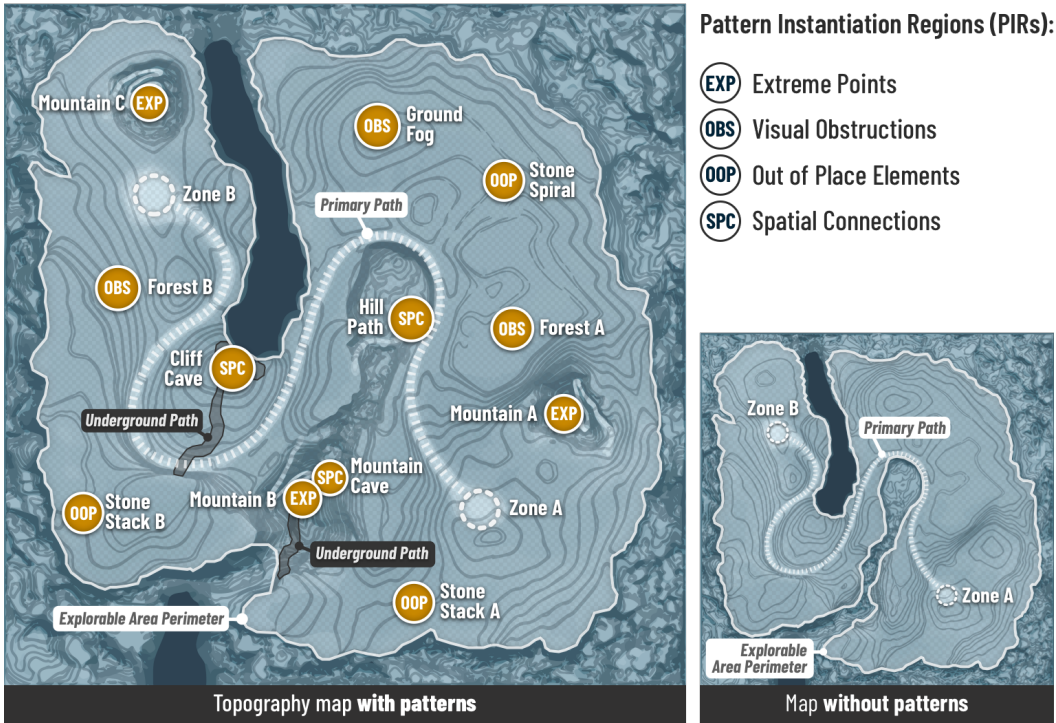 Pattern Instantiation Regions (PIRs):
EXP Extreme Points
OBS Visual Obstructions
OOP Out of Place Elements
SPC Spatial Connections
Mountain C
EXP
OBS
Ground
Fog
OOP
Stone
Spiral
Zone B
Primary Path
OBS
Forest B
Hill
Path
SPC
OBS
Forest A
Cliff
Cave
SPC
Underground Path
Mountain A
EXP
Mountain
Cave
SPC
Mountain B
EXP
OOP
Stone
Stack B
Zone A
Underground Path
OOP
Stone
Stack A
Explorable Area Perimeter
Topography map with patterns
Zone B
Primary Path
Zone A
Explorable
Area Perimeter
Map without patterns